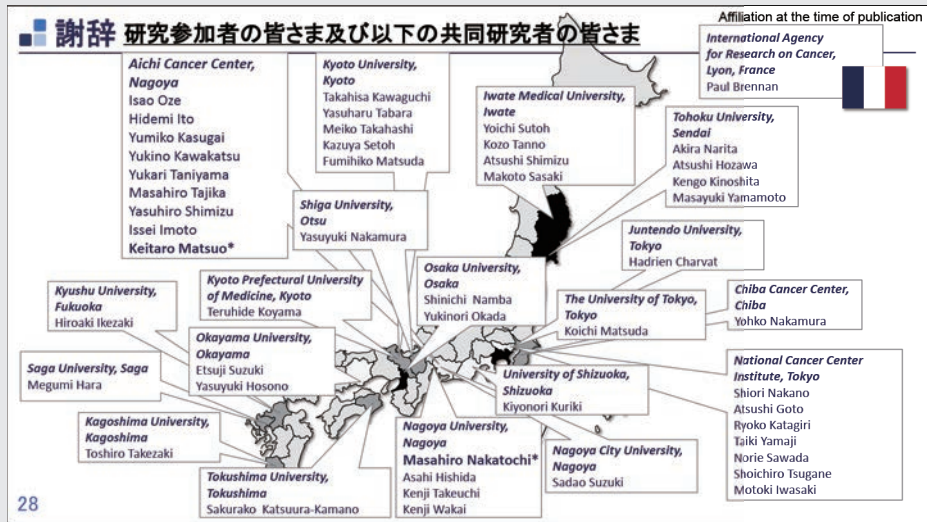 Affiliation at the time of publication
謝辞 研究参加者の皆さま及び以下の共同研究者の皆さま
Aichi Cancer Center,
Nagoya
Isao Oze
Hidemi Ito
Yumiko Kasugai
Yukino Kawakatsu
Yukari Taniyama
Masahiro Tajika
Yasuhiro Shimizu
Issei Imoto
Keitaro Matsuo*
Kyoto University,
Kyoto
Takahisa Kawaguchi
Yasuharu Tabara
Meiko Takahashi
Kazuya Setoh
Fumihiko Matsuda
Iwate Medical University,
Iwate
Yoichi Sutoh
Kozo Tanno
Atsushi Shimizu
Makoto Sasaki
International Agency
for Research on Cancer,
Lyon, France
Paul Brennan
Tohoku University,
Sendai
Akira Narita
Atsushi Hozawa
Kengo Kinoshita
Masayuki Yamamoto
Shiga University,
Otsu
Yasuyuki Nakamura
Juntendo University,
Tokyo
Hadrien Charvat
Kyushu University,
Fukuoka
Hiroaki Ikezaki
Kyoto Prefectural University
of Medicine, Kyoto
Teruhide Koyama
Osaka University,
Osaka
Shinichi Namba
Yukinori Okada
The University of Tokyo,
Tokyo
Koichi Matsuda
Chiba Cancer Center,
Chiba
Yohko Nakamura
Okayama University,
Okayama
Etsuji Suzuki
Yasuyuki Hosono
Saga University, Saga
Megumi Hara
University of Shizuoka,
Shizuoka
Kiyonori Kuriki
National Cancer Center
Institute, Tokyo
Shiori Nakano
Atsushi Goto
Ryoko Katagiri
Taiki Yamaji
Norie Sawada
Shoichiro Tsugane
Motoki Iwasaki
Kagoshima University,
Kagoshima
Toshiro Takezaki
Tokushima University,
Tokushima
Sakurako Katsuura-Kamano
Nagoya University,
Nagoya
Masahiro Nakatochi*
Asahi Hishida
Kenji Takeuchi
Kenji Wakai
Nagoya City University,
Nagoya
Sadao Suzuki
28